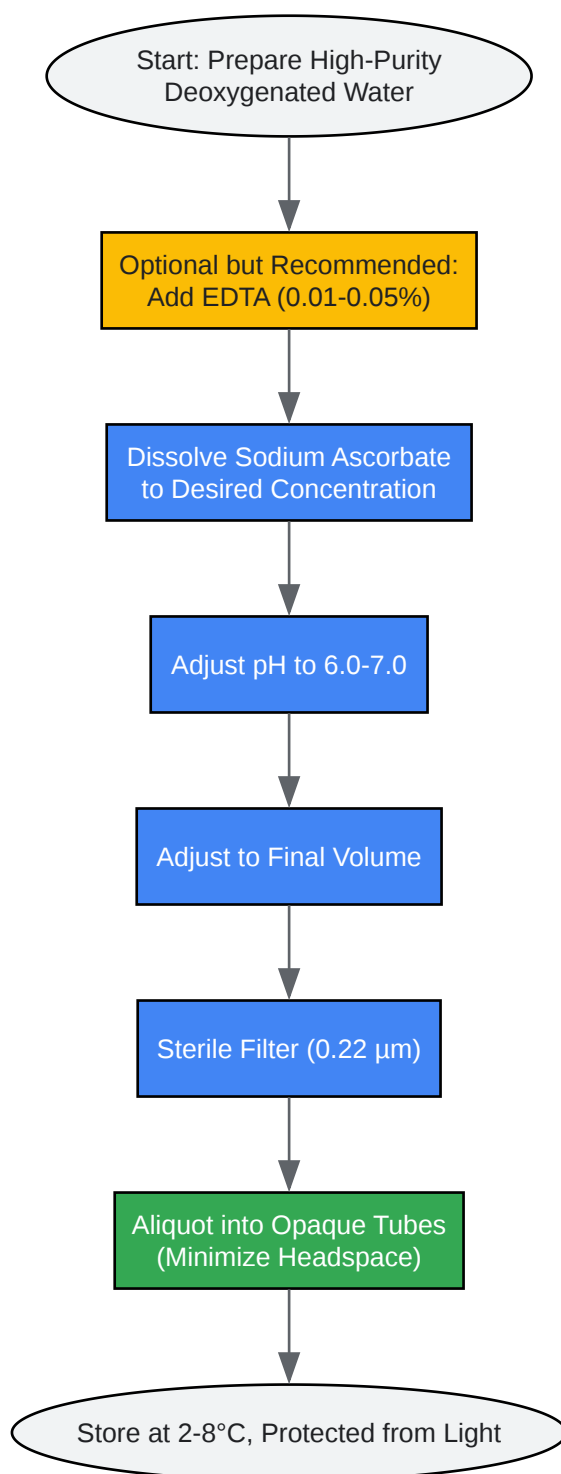 Start: Prepare High-Purity
Deoxygenated Water
Optional but Recommended:
Add EDTA (0.01-0.05%)
Dissolve Sodium Ascorbate
to Desired Concentration
Adjust pH to 6.0-7.0
Adjust to Final Volume
Sterile Filter (0.22 µm)
Aliquot into Opaque Tubes
(Minimize Headspace)
Store at 2-8°C, Protected from Light